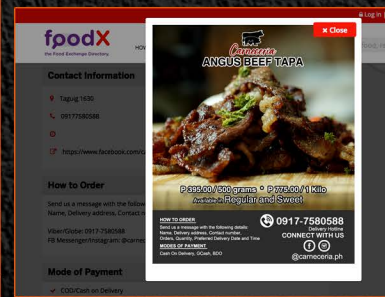 Log in
foodX
the Food Exchange Directory
HOW
Contact Information
Taguig 1630
09177580588
https://www.facebook.com/ca
How to Order
Send us a message with the follow
Name, Delivery address, Contact n
Viber/Globe: 0917-7580588
FB Messenger/Instagram: @carnec
Mode of Payment
COD/Cash on Delivery
× Close
Carneceria
ANGUS BEEF TAPA
P 395.00 / 500 grams * P 775.00 / 1 Kilo
Available in Regular and Sweet
HOW TO ORDER
Send us a message with the following details:
Name, Delivery address, Contact number,
Orders, Quantity, Preferred Delivery Date and Time
MODES OF PAYMENT
Cash On Delivery, GCash, BDO
0917-7580588
Delivery Hotline
CONNECT WITH US
@carneceria.ph